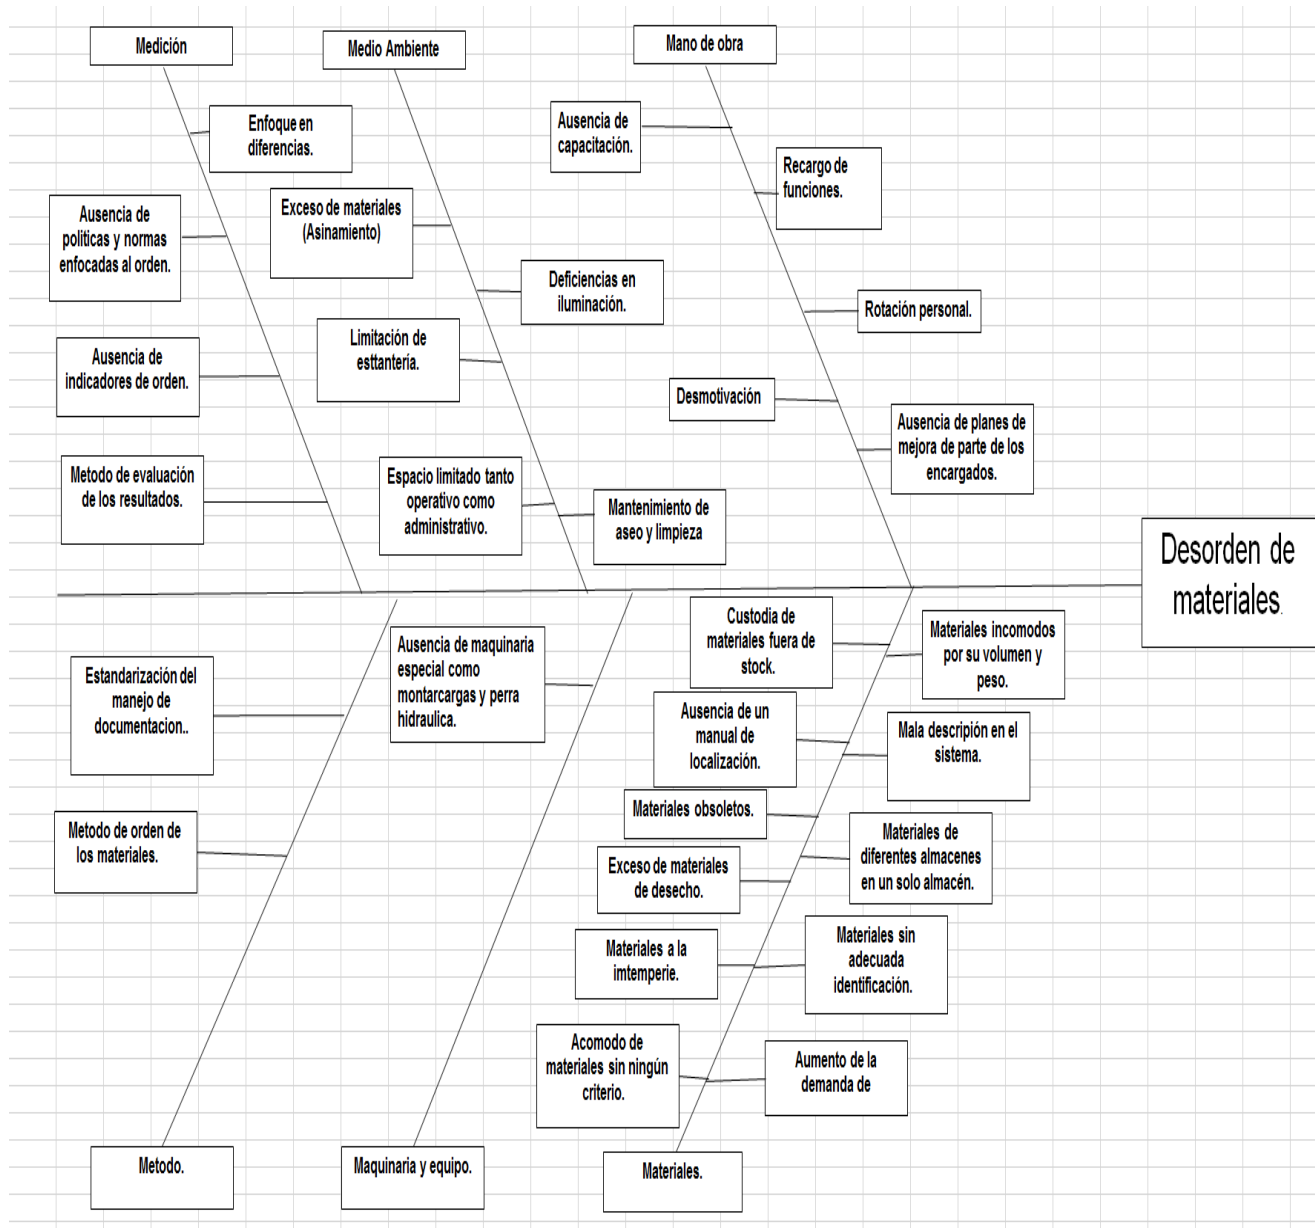 Medición
Medio Ambiente
Mano de obra
Enfoque en
diferencias.
Ausencia de
politicas y normas
enfocadas al orden.
Ausencia de
indicadores de orden.
Metodo de evaluación
de los resultados.
Exceso de materiales
(Asinamiento)
Deficiencias en
iluminación.
Limitación de
esttantería.
Espacio limitado tanto
operativo como
administrativo.
Mantenimiento de
aseo y limpieza
Ausencia de
capacitación.
Recargo de
funciones.
Rotación personal.
Desmotivación
Ausencia de planes de
mejora de parte de los
encargados.
Desorden de
materiales.
Estandarización del
manejo de
documentacion..
Metodo de orden de
los materiales.
Ausencia de maquinaria
especial como
montarcargas y perra
hidraulica.
Custodia de
materiales fuera de
stock.
Materiales incomodos
por su volumen y
peso.
Ausencia de un
manual de
localización.
Mala descripión en el
sistema.
Materiales obsoletos.
Materiales de
diferentes almacenes
en un solo almacén.
Exceso de materiales
de desecho.
Materiales a la
imtemperie.
Materiales sin
adecuada
identificación.
Acomodo de
materiales sin ningún
criterio.
Aumento de la
demanda de
Metodo.
Maquinaria y equipo.
Materiales.